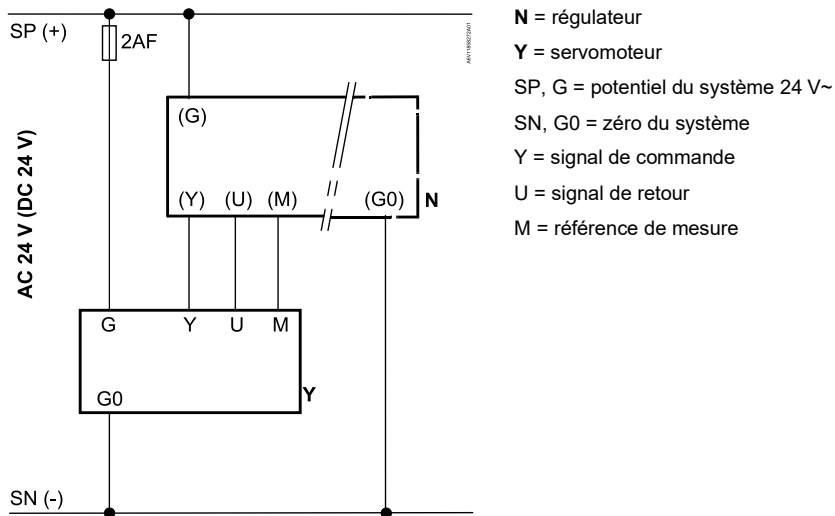 SP (+)
2AF
(G)
(Y) (U) (M) (G0) N
AC 24 V (DC 24 V)
G Y U M
G0
Y
SN (-)
N = régulateur
Y = servomoteur
SP, G = potentiel du système 24 V~
SN, G0 = zéro du système
Y = signal de commande
U = signal de retour
M = référence de mesure